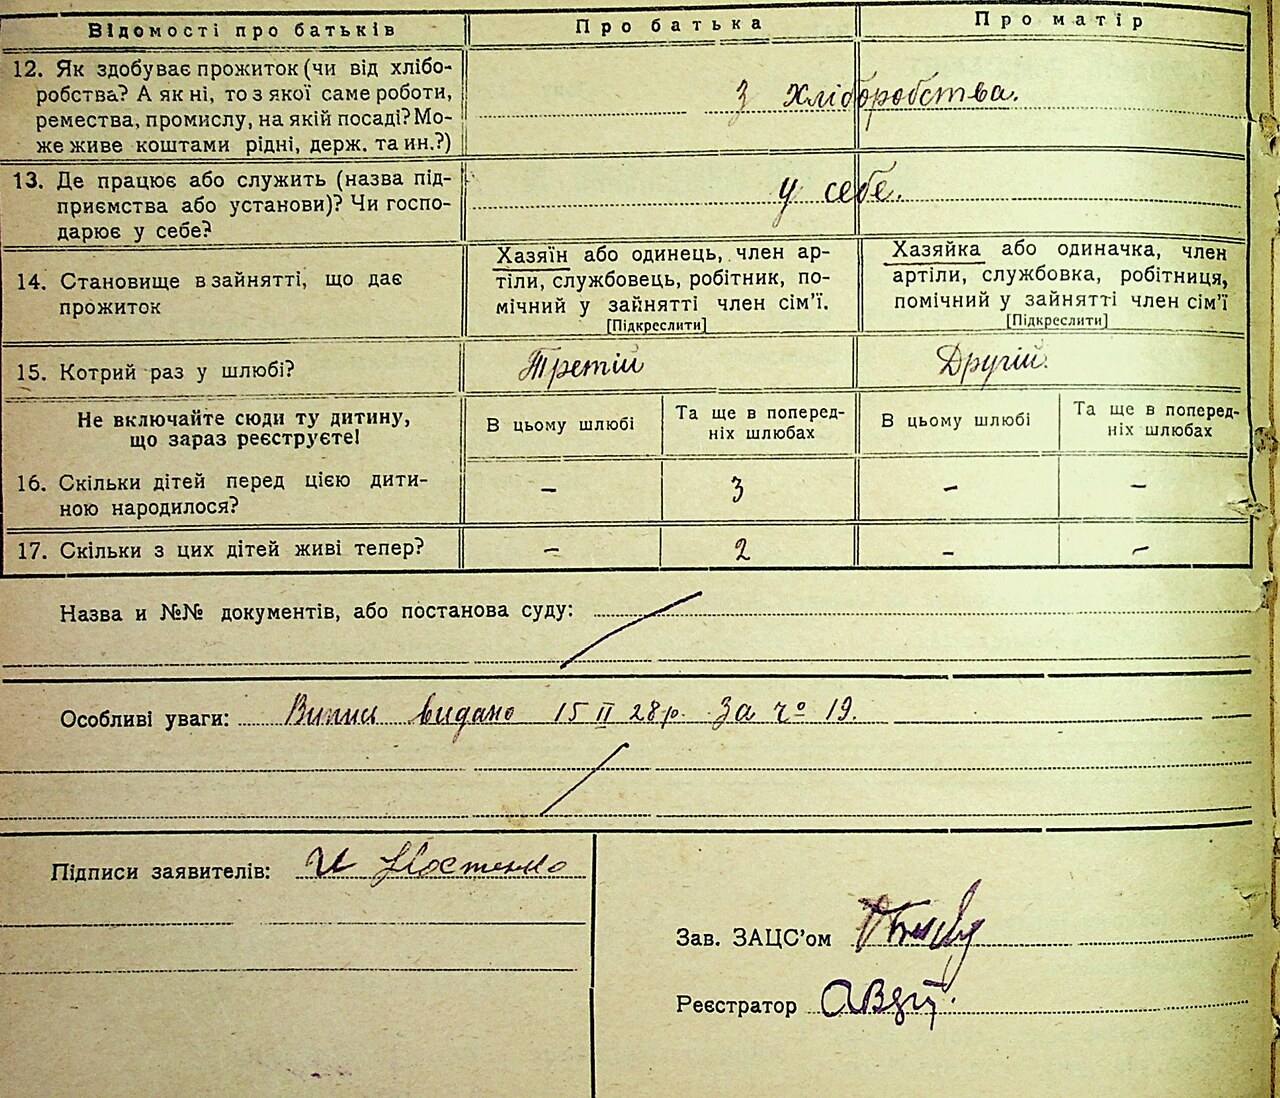 Відомості про батьків
Про батька
Про матір
12. Як здобуває прожиток (чи від хлібо-
робства? А як ні, то з якої саме роботи,
ремества, промислу, на якій посаді? Мо-
же живе коштами рідні, держ. та ин.?)
З хліборобства.
13. Де працює або служить (назва під-
приємства або установи)? Чи госпо-
дарює у себе?
у себе.
14. Становище в зайнятті, що дає
прожиток
Хазяїн або одинець, член ар-
тіли, службовець, робітник, по-
мічний у зайнятті член сім'ї.
[Підкреслити]
Хазяйка або одиначка, член
артіли, службовка, робітниця,
помічний у зайнятті член сім'ї
[Підкреслити]
15. Котрий раз у шлюбі?
Третій
Другій.
Не включайте сюди ту дитину,
що зараз реєструєте!
В цьому шлюбі
Та ще в поперед-
ніх шлюбах
В цьому шлюбі
Та ще в поперед-
ніх шлюбах
16. Скільки дітей перед цією дити-
ною народилося?
– 3 – –
17. Скільки з цих дітей живі тепер?
– 2 – –
Назва и №№ документів, або постанова суду:
Особливі уваги: Випись видано 15 II 28р. За ч° 19.
Підписи заявителів: И Костенко
Зав. ЗАЦС'ом
Реєстратор